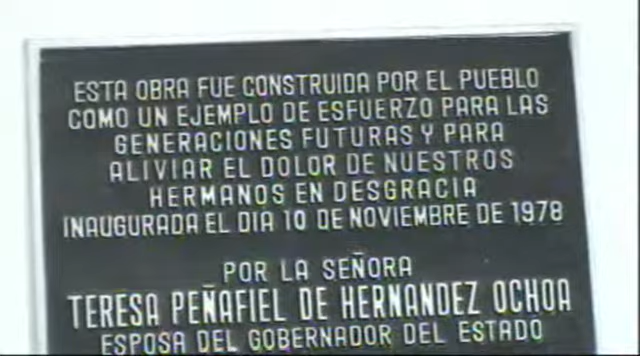 ESTA OBRA FUE CONSTRUIDA POR EL PUEBLO
COMO UN EJEMPLO DE ESFUERZO PARA LAS
GENERACIONES FUTURAS Y PARA
ALIVIAR EL DOLOR DE NUESTROS
HERMANOS EN DESGRACIA
INAUGURADA EL DIA 10 DE NOVIEMBRE DE 1978
POR LA SEÑORA
TERESA PEÑAFIEL DE HERNANDEZ OCHOA
ESPOSA DEL GOBERNADOR DEL ESTADO